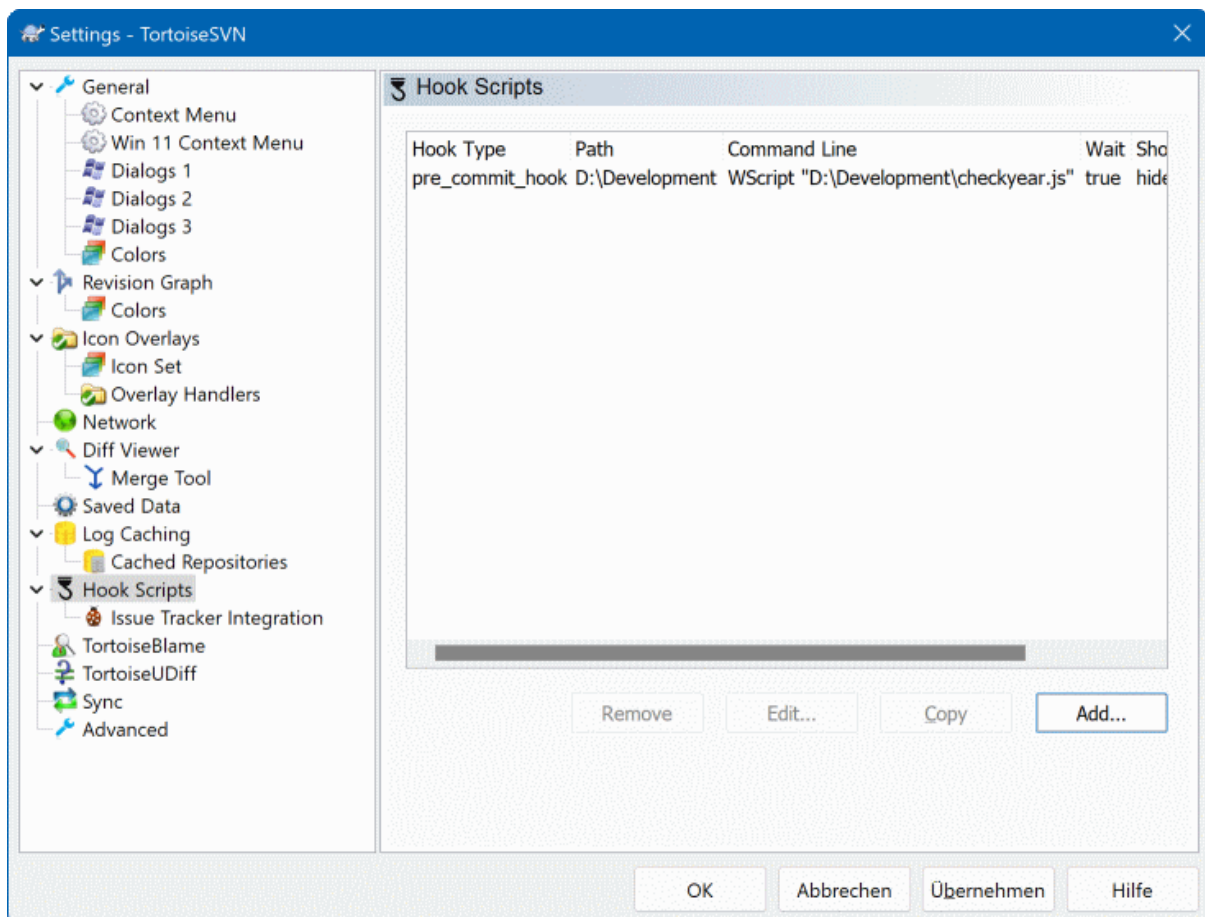 Settings - TortoiseSVN
General
Context Menu
Win 11 Context Menu
Dialogs 1
Dialogs 2
Dialogs 3
Colors
Revision Graph
Colors
Icon Overlays
Icon Set
Overlay Handlers
Network
Diff Viewer
Merge Tool
Saved Data
Log Caching
Cached Repositories
Hook Scripts
Issue Tracker Integration
TortoiseBlame
TortoiseUDiff
Sync
Advanced
Hook Scripts
Hook Type Path Command Line Wait Sho
pre_commit_hook D:\Development WScript "D:\Development\checkyear.js" true hide
Remove Edit... Copy Add...
OK Abbrechen Übernehmen Hilfe